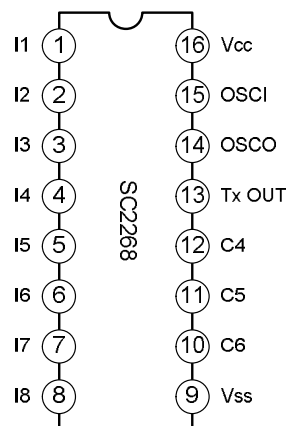 I1 1 16 Vcc
I2 2 15 OSCI
I3 3 14 OSCO
I4 4 13 Tx OUT
I5 5 12 C4
I6 6 11 C5
I7 7 10 C6
I8 8 9 Vss
SC2268